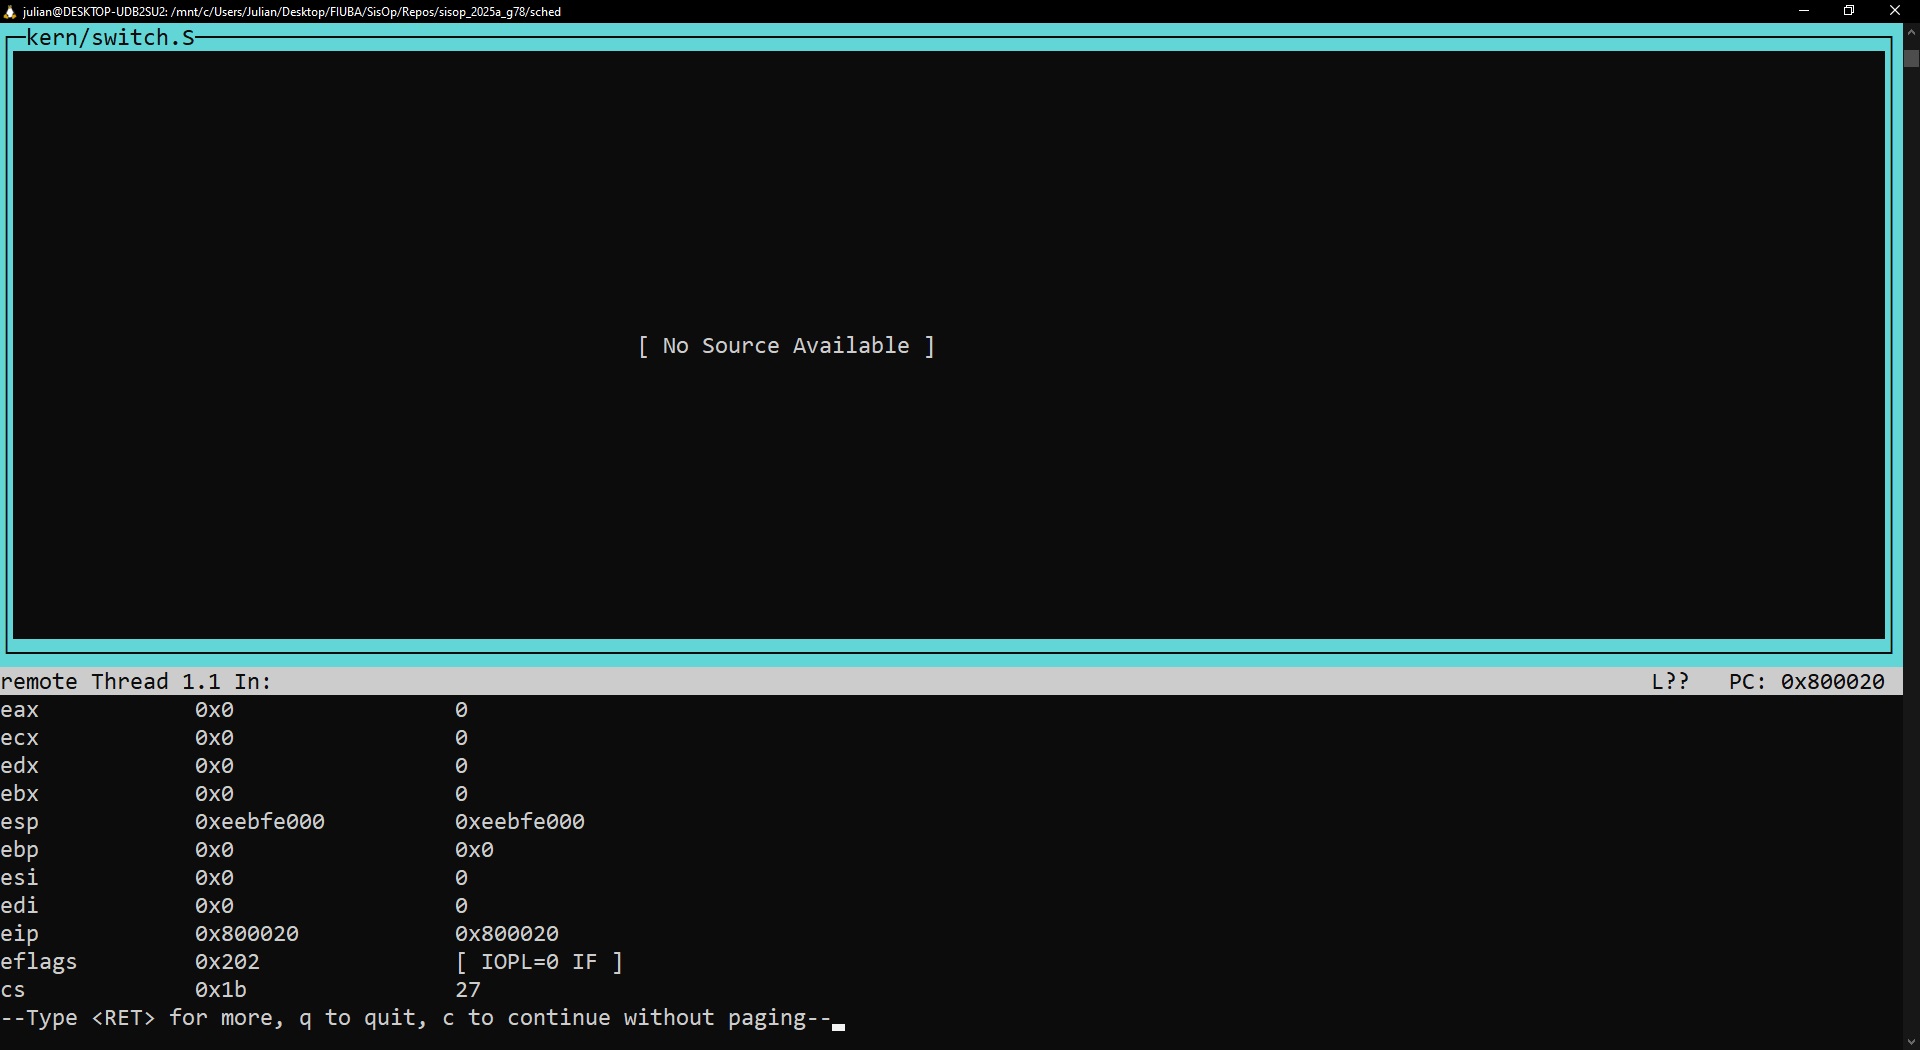 julian@DESKTOP-UDB2SU2: /mnt/c/Users/Julian/Desktop/FIUBA/SisOp/Repos/sisop_2025a_g78/sched
kern/switch.S
[ No Source Available ]
remote Thread 1.1 In: L?? PC: 0x800020
eax 0x0 0
ecx 0x0 0
edx 0x0 0
ebx 0x0 0
esp 0xeebfe000 0xeebfe000
ebp 0x0 0x0
esi 0x0 0
edi 0x0 0
eip 0x800020 0x800020
eflags 0x202 [ IOPL=0 IF ]
cs 0x1b 27
--Type <RET> for more, q to quit, c to continue without paging--